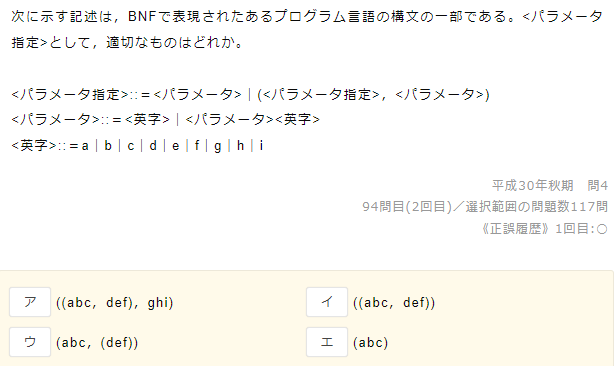 次に示す記述は，BNFで表現されたあるプログラム言語の構文の一部である。<パラメータ
指定>として，適切なものはどれか。
<パラメータ指定>::＝<パラメータ>｜(<パラメータ指定>，<パラメータ>)
<パラメータ>::＝<英字>｜<パラメータ><英字>
<英字>::＝a｜b｜c｜d｜e｜f｜g｜h｜i
平成30年秋期　問4
94問目(2回目)／選択範囲の問題数117問
《正誤履歴》1回目:○
ア ((abc，def)，ghi)
イ ((abc，def))
ウ (abc，(def))
エ (abc)